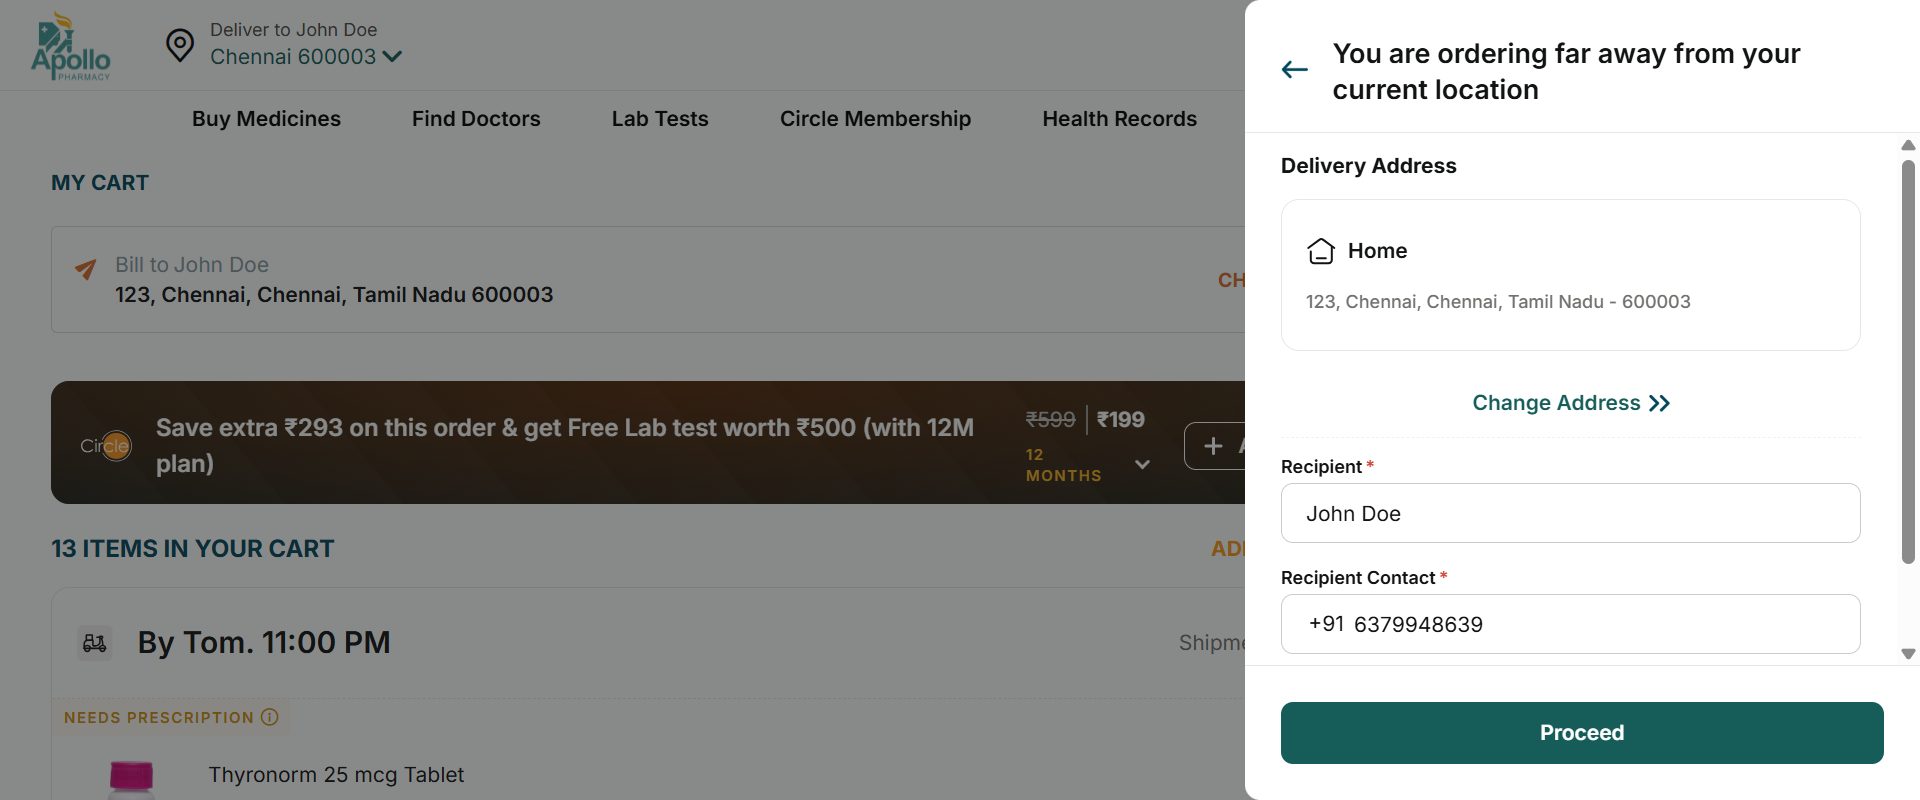 Apollo
PHARMACY
Deliver to John Doe
Chennai 600003
Buy Medicines
Find Doctors
Lab Tests
Circle Membership
Health Records
MY CART
Bill to John Doe
123, Chennai, Chennai, Tamil Nadu 600003
CH
Circle
Save extra ₹293 on this order & get Free Lab test worth ₹500 (with 12M
plan)
₹599 ₹199
12
MONTHS
13 ITEMS IN YOUR CART
By Tom. 11:00 PM
NEEDS PRESCRIPTION
Thyronorm 25 mcg Tablet
You are ordering far away from your
current location
Delivery Address
Home
123, Chennai, Chennai, Tamil Nadu - 600003
Change Address
Recipient *
John Doe
Recipient Contact *
+91 6379948639
Proceed